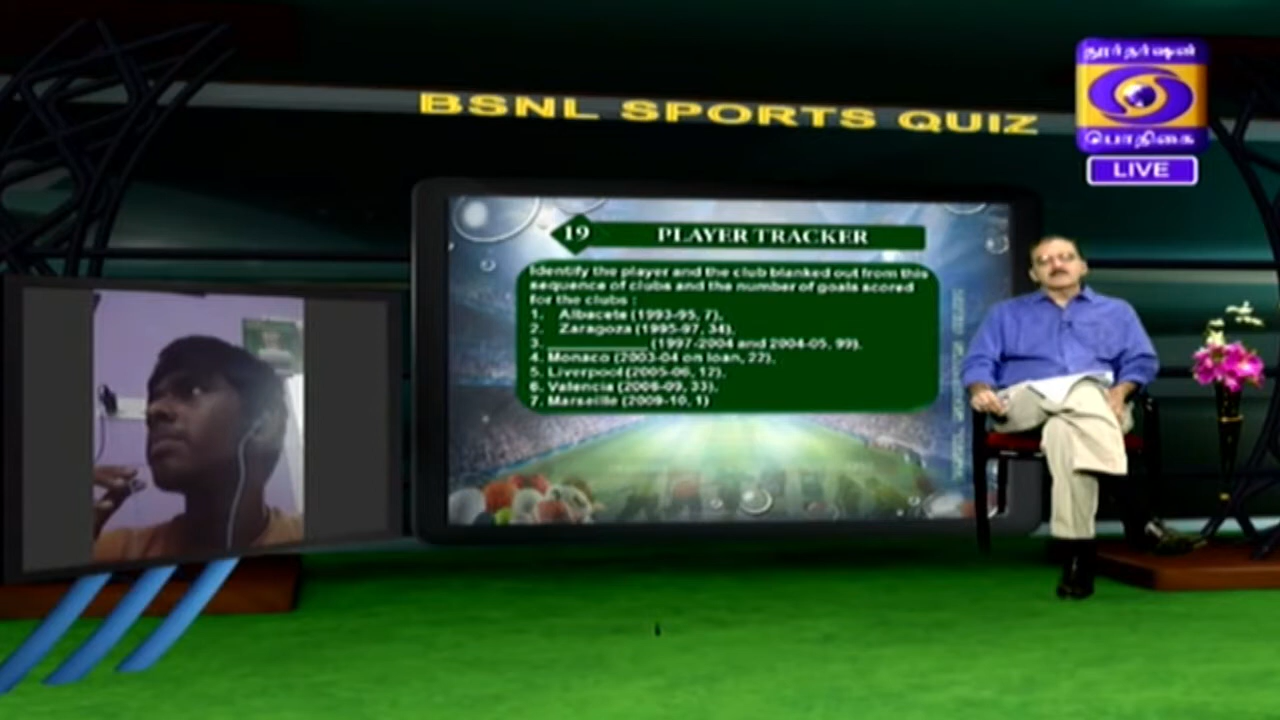 தூர்தர்ஷன்
பொதிகை
LIVE
BSNL SPORTS QUIZ
19
PLAYER TRACKER
Identify the player and the club blanked out from this
sequence of clubs and the number of goals scored
for the clubs :
1. Albacete (1993-95, 7),
2. Zaragoza (1995-97, 34),
3. __________ (1997-2004 and 2004-05, 99),
4. Monaco (2003-04 on loan, 22),
5. Liverpool (2005-06, 12),
6. Valencia (2006-09, 33),
7. Marseille (2009-10, 1)